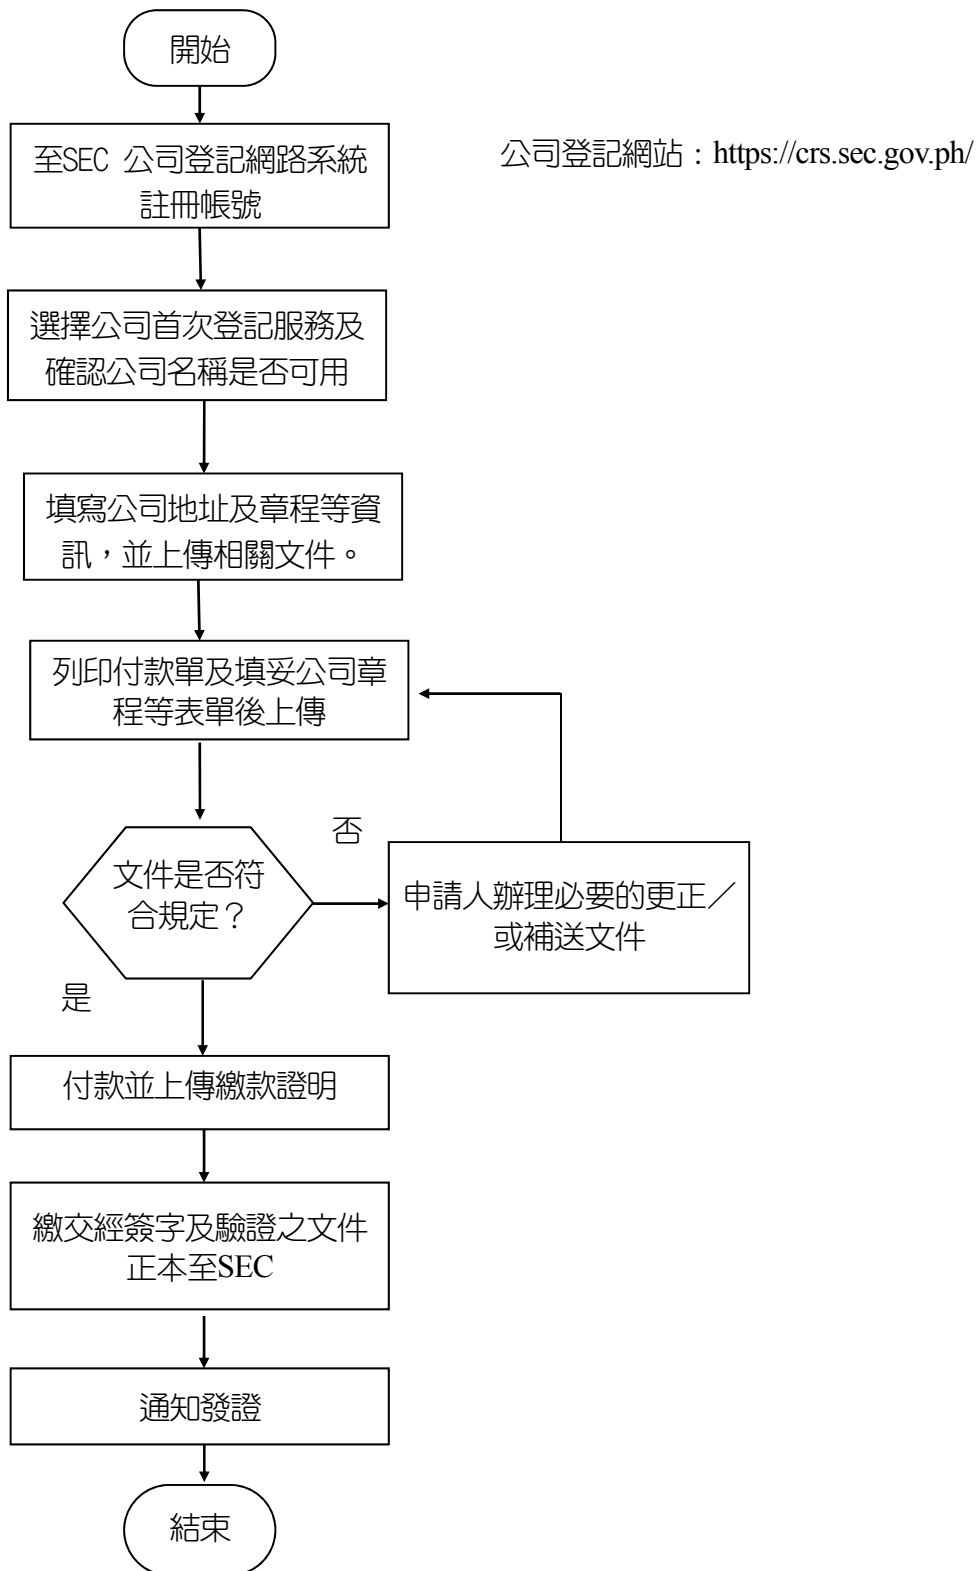 開始
至SEC 公司登記網路系統
註冊帳號
公司登記網站：https://crs.sec.gov.ph/
選擇公司首次登記服務及
確認公司名稱是否可用
填寫公司地址及章程等資
訊，並上傳相關文件。
列印付款單及填妥公司章
程等表單後上傳
文件是否符
合規定？
否
申請人辦理必要的更正／
或補送文件
是
付款並上傳繳款證明
繳交經簽字及驗證之文件
正本至SEC
通知發證
結束